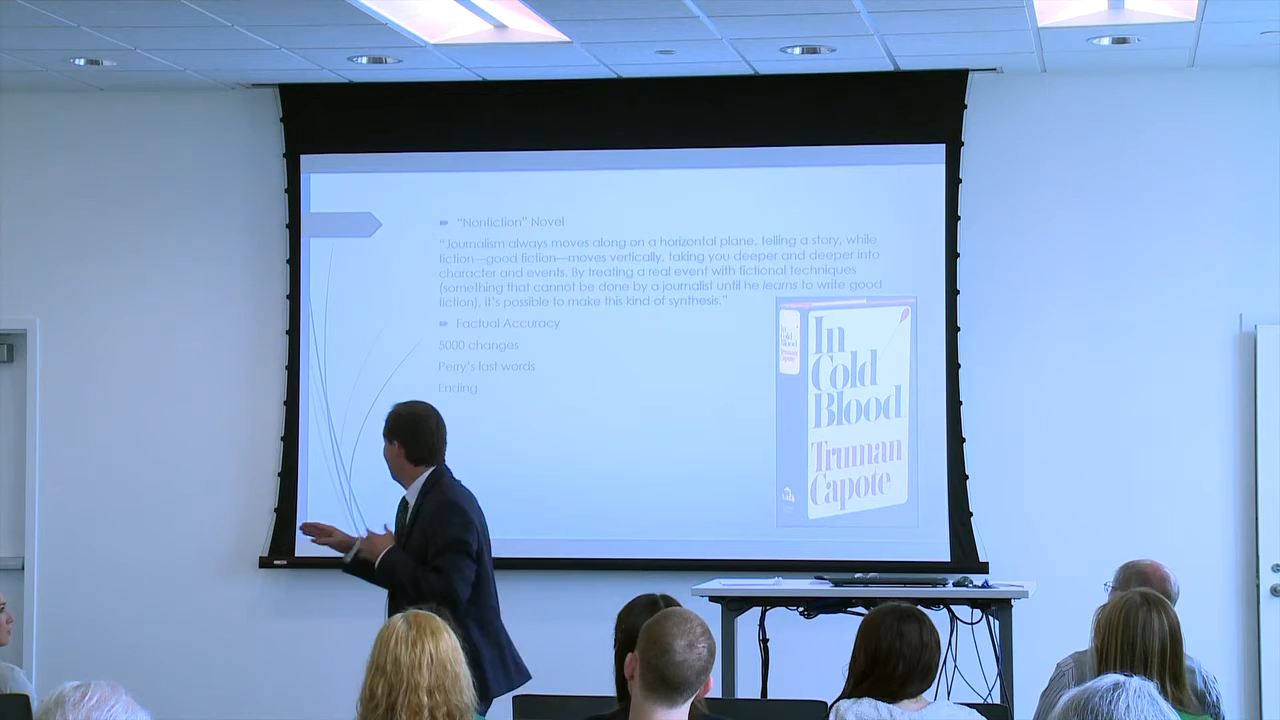 "Nonfiction" Novel
"Journalism always moves along on a horizontal plane, telling a story, while
fiction—good fiction—moves vertically, taking you deeper and deeper into
character and events. By treating a real event with fictional techniques
(something that cannot be done by a journalist until he learns to write good
fiction), it's possible to make this kind of synthesis."
Factual Accuracy
5000 changes
Perry's last words
Ending
In
Cold
Blood
Truman
Capote